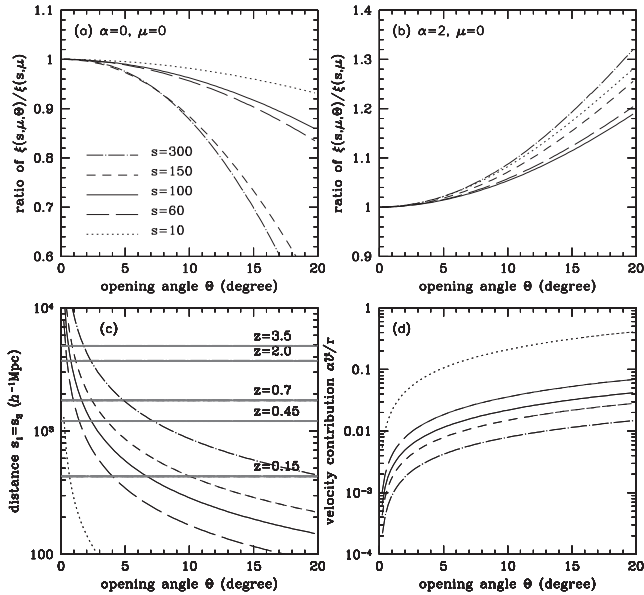 (a) α=0, μ=0
ratio of ξ(s,μ,Θ)/ξ(s,μ)
1.1
1
0.9
0.8
0.7
0.6
s=300
s=150
s=100
s=60
s=10
0 5 10 15 20
opening angle Θ (degree)
(b) α=2, μ=0
ratio of ξ(s,μ,Θ)/ξ(s,μ)
1.4
1.3
1.2
1.1
1
0.9
0 5 10 15 20
opening angle Θ (degree)
(c)
distance s₁=s₂ (h⁻¹Mpc)
10⁴
10³
100
z=3.5
z=2.0
z=0.7
z=0.45
z=0.15
0 5 10 15 20
opening angle Θ (degree)
(d)
1
0.1
0.01
10⁻³
10⁻⁴
0 5 10 15 20
opening angle Θ (degree)